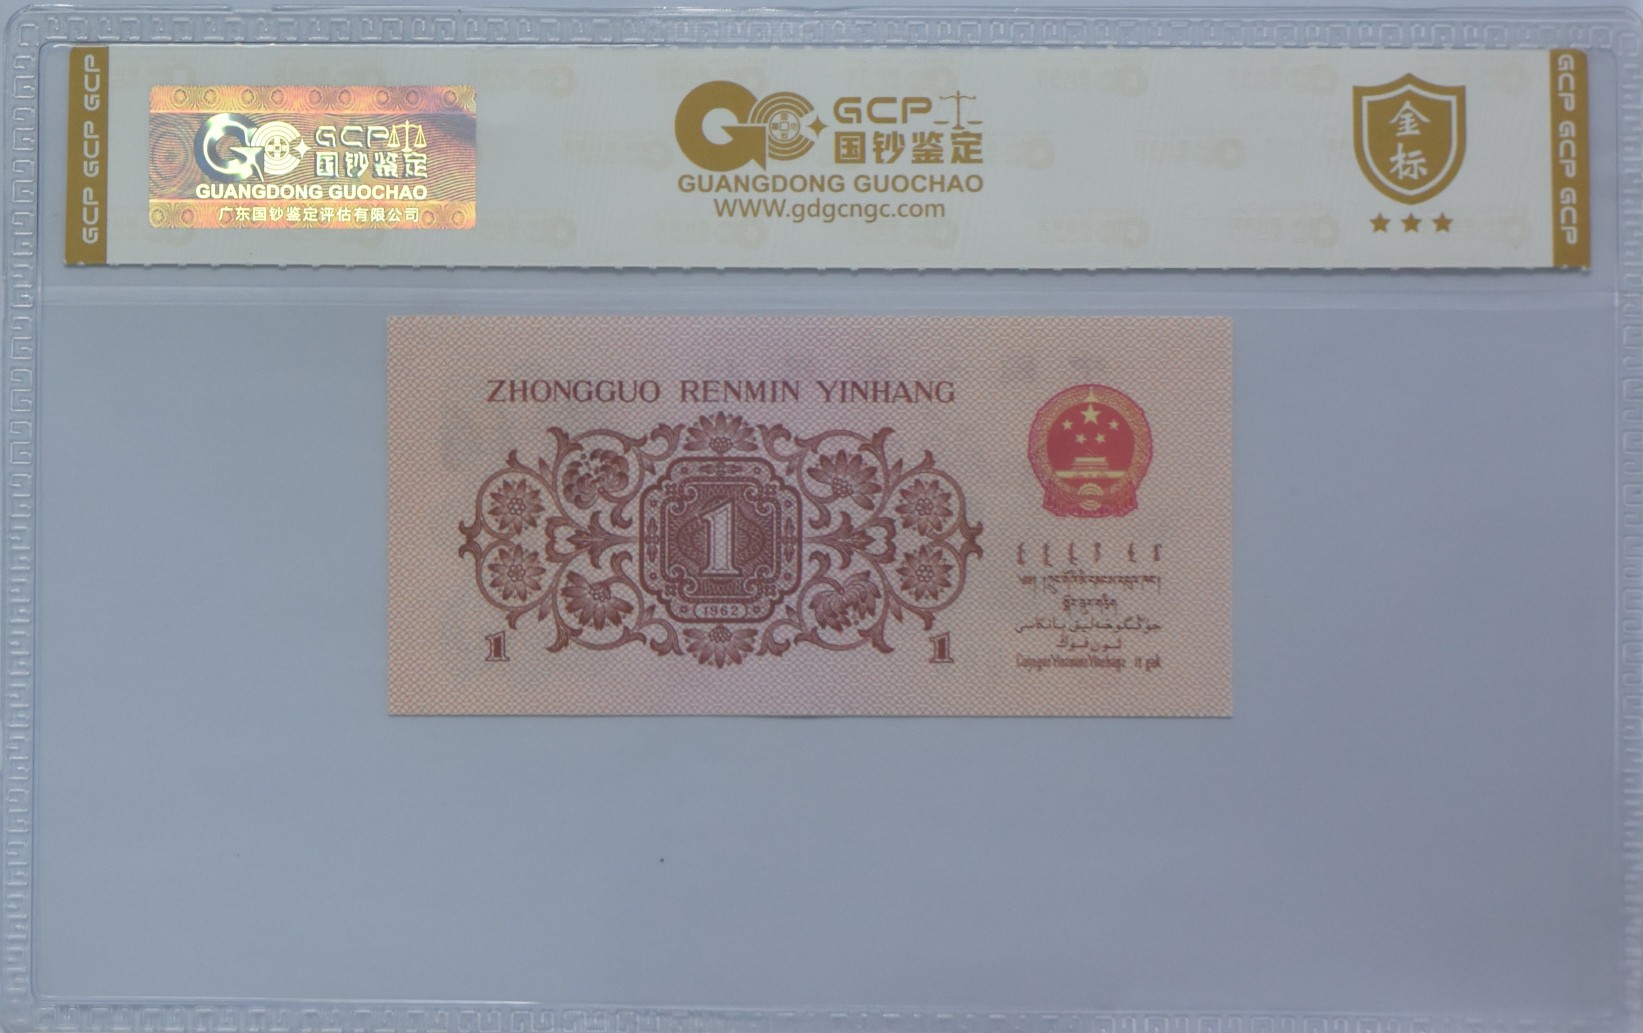 GCP GCP GCP
GCP
国钞鉴定
GUANGDONG GUOCHAO
广东国钞鉴定评估有限公司
GCP
国钞鉴定
GUANGDONG GUOCHAO
WWW.gdgcngc.com
金
标
GCP GCP GCP
ZHONGGUO RENMIN YINHANG
1
1962
1
1